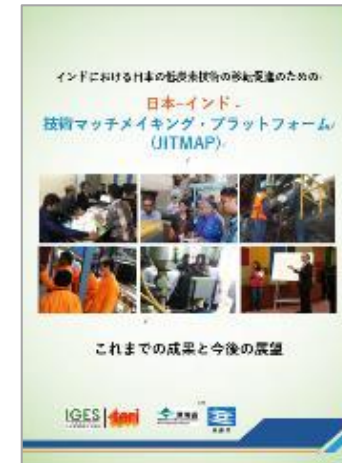 インドにおける日本の低炭素技術の移転促進のための
日本-インド-
技術マッチメイキング・プラットフォーム
(JITMAP)
これまでの成果と今後の展望
IGES teri 環境省